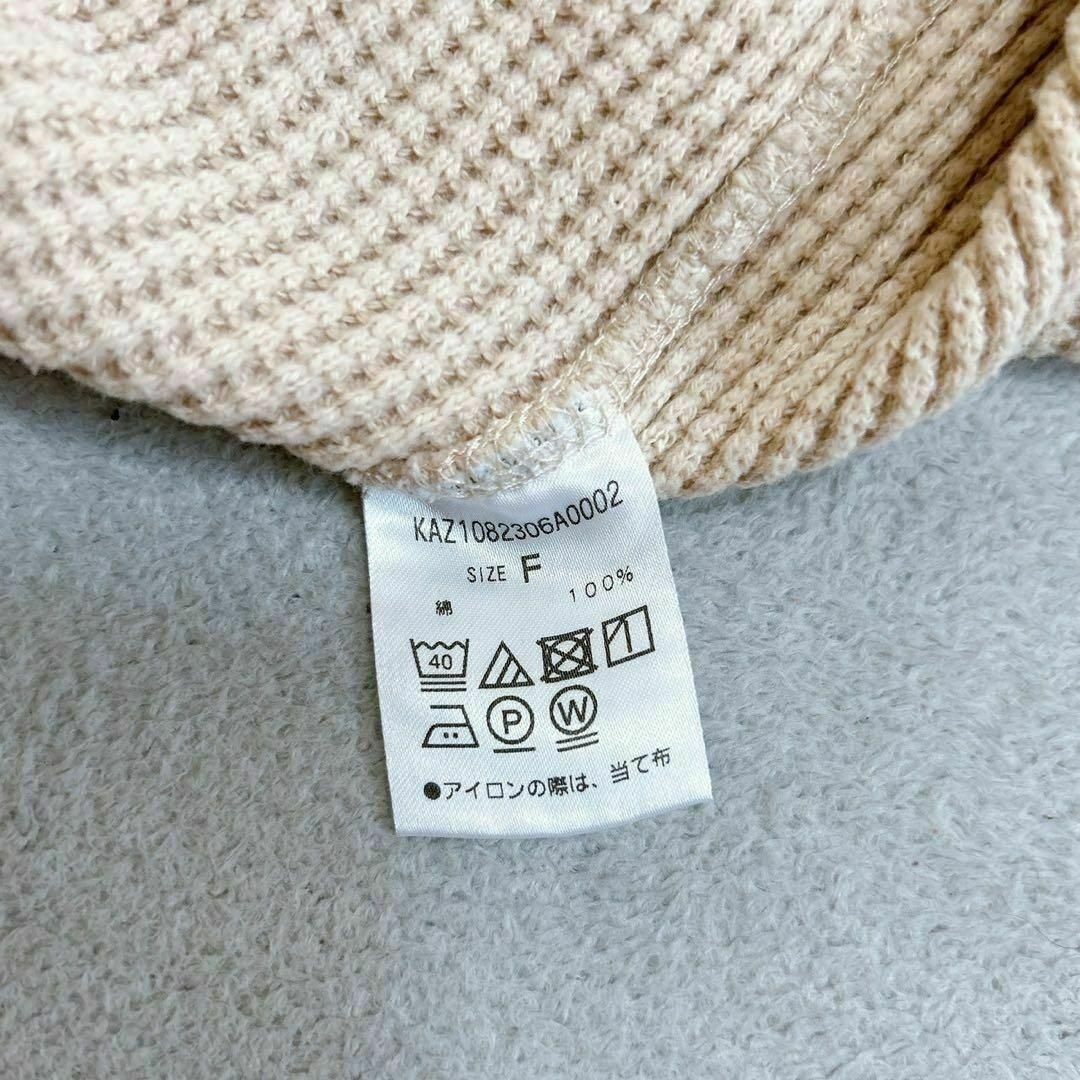 KAZ1082306A0002
SIZE F
綿 100%
40
P W
●アイロンの際は、当て布